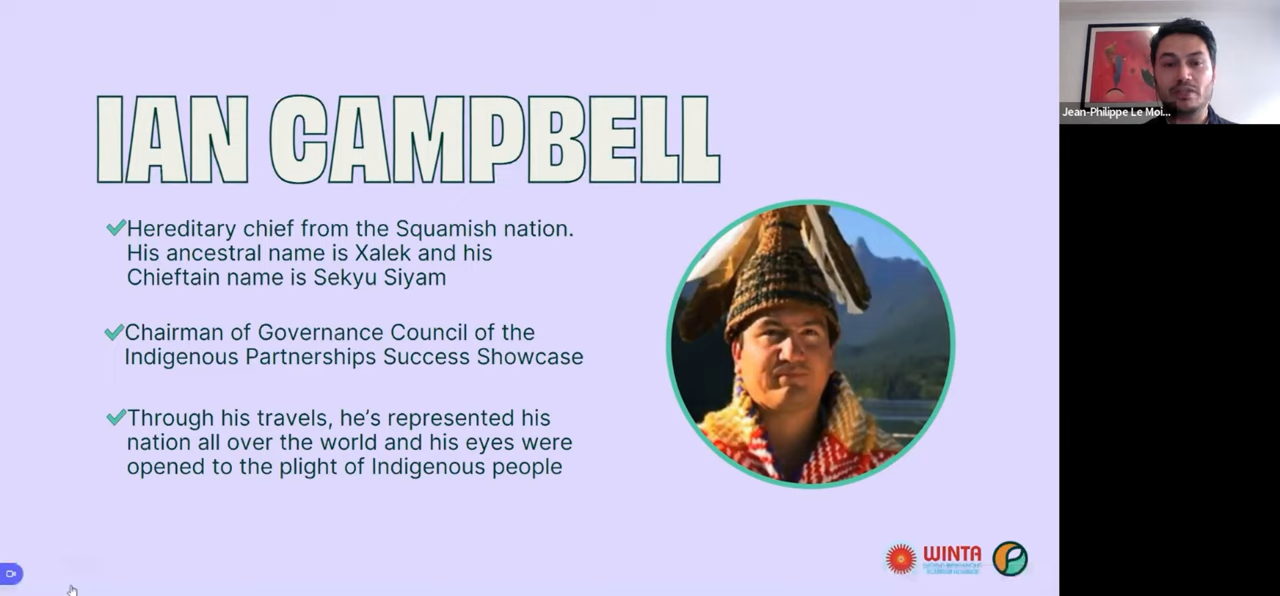 IAN CAMPBELL
Hereditary chief from the Squamish nation.
His ancestral name is Xalek and his
Chieftain name is Sekyu Siyam
Chairman of Governance Council of the
Indigenous Partnerships Success Showcase
Through his travels, he's represented his
nation all over the world and his eyes were
opened to the plight of Indigenous people
WINTA
Jean-Philippe Le Moi...